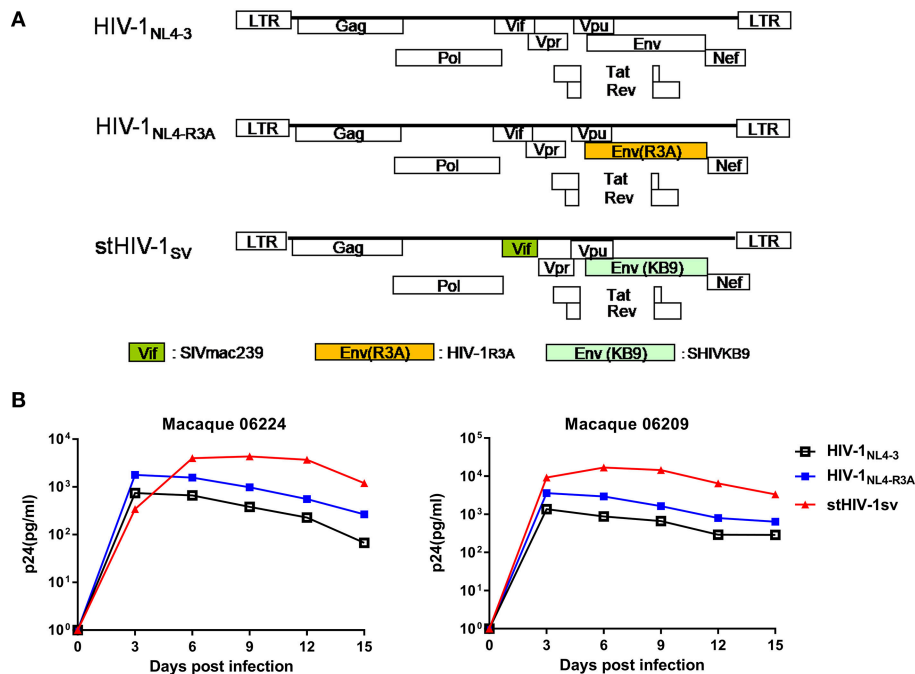 A
HIV-1NL4-3
LTR
Gag
Pol
Vif
Vpr
Vpu
Env
Nef
LTR
Tat
Rev
HIV-1NL4-R3A
LTR
Gag
Pol
Vif
Vpr
Vpu
Env(R3A)
Nef
LTR
Tat
Rev
stHIV-1SV
LTR
Gag
Pol
Vif
Vpr
Vpu
Env (KB9)
Nef
LTR
Tat
Rev
Vif : SIVmac239
Env(R3A) : HIV-1R3A
Env (KB9) :SHIVKB9
B
Macaque 06224
p24(pg/ml)
10^4
10^3
10^2
10^1
10^0
0 3 6 9 12 15
Days post infection
Macaque 06209
p24(pg/ml)
10^5
10^4
10^3
10^2
10^1
10^0
0 3 6 9 12 15
Days post infection
HIV-1NL4-3
HIV-1NL4-R3A
stHIV-1sv